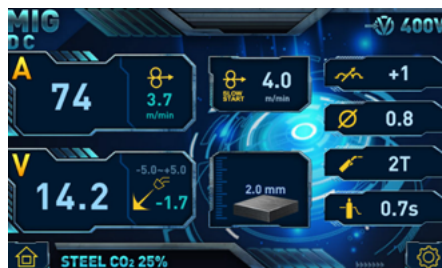 MIG
DC
400V
A
74
3.7
m/min
SLOW
START
4.0
m/min
+1
0.8
V
14.2
-5.0~+5.0
-1.7
2.0 mm
2T
0.7s
STEEL CO₂ 25%